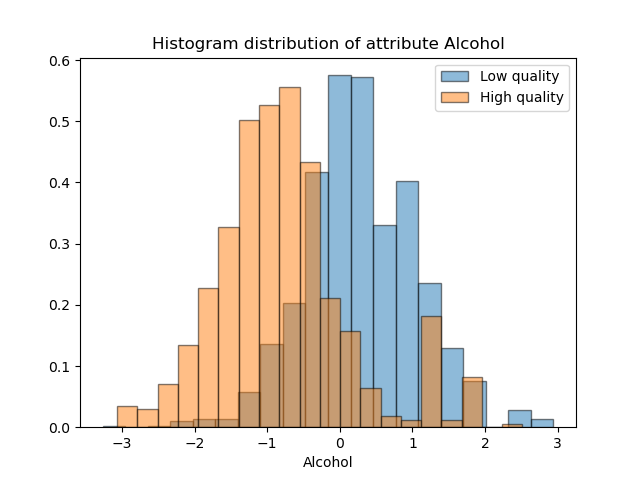 Histogram distribution of attribute Alcohol
Low quality
High quality
0.6
0.5
0.4
0.3
0.2
0.1
0.0
−3 −2 −1 0 1 2 3
Alcohol